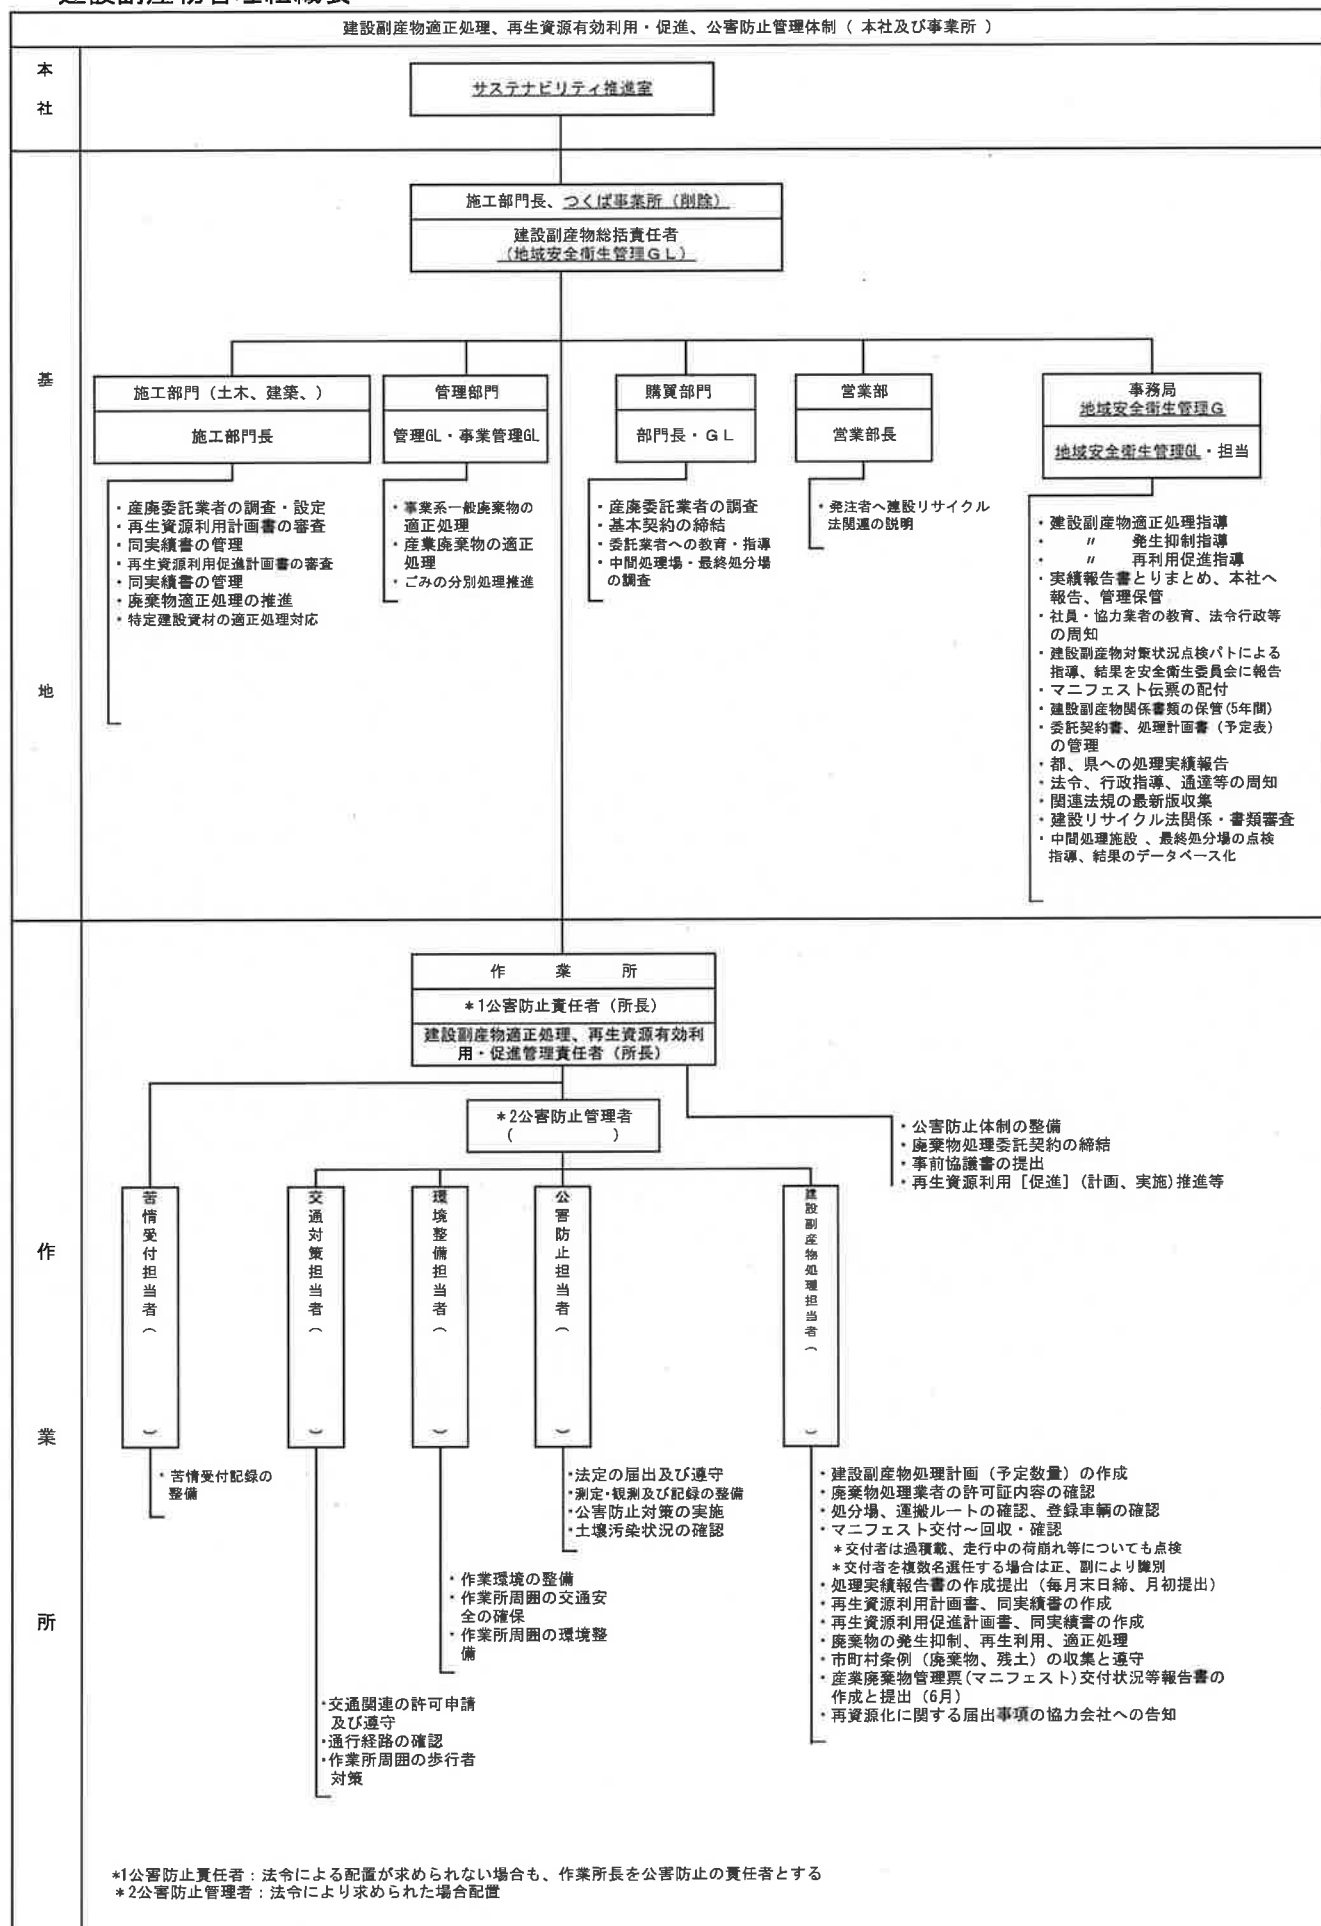 建設副産物管理組織表
建設副産物適正処理、再生資源有効利用・促進、公害防止管理体制（ 本社及び事業所 ）
本
社
サステナビリティ推進室
基
地
施工部門長、つくば事業所（削除）
建設副産物総括責任者
（地域安全衛生管理ＧＬ）
施工部門（土木、建築、）
施工部門長
・産廃委託業者の調査・設定
・再生資源利用計画書の審査
・同実績書の管理
・再生資源利用促進計画書の審査
・同実績書の管理
・廃棄物適正処理の推進
・特定建設資材の適正処理対応
管理部門
管理GL・事業管理GL
・事業系一般廃棄物の
適正処理
・産業廃棄物の適正
処理
・ごみの分別処理推進
購買部門
部門長・ＧＬ
・産廃委託業者の調査
・基本契約の締結
・委託業者への教育・指導
・中間処理場・最終処分場
の調査
営業部
営業部長
・発注者へ建設リサイクル
法関連の説明
事務局
地域安全衛生管理Ｇ
地域安全衛生管理GL・担当
・建設副産物適正処理指導
・　〃　発生抑制指導
・　〃　再利用促進指導
・実績報告書とりまとめ、本社へ
報告、管理保管
・社員・協力業者の教育、法令行政等
の周知
・建設副産物対策状況点検パトによる
指導、結果を安全衛生委員会に報告
・マニフェスト伝票の配付
・建設副産物関係書類の保管(5年間)
・委託契約書、処理計画書（予定表）
の管理
・都、県への処理実績報告
・法令、行政指導、通達等の周知
・関連法規の最新版収集
・建設リサイクル法関係・書類審査
・中間処理施設 、最終処分場の点検
指導、結果のデータベース化
作
業
所
作　業　所
＊1公害防止責任者（所長）
建設副産物適正処理、再生資源有効利
用・促進管理責任者（所長）
＊2公害防止管理者
（　　　　　　）
・公害防止体制の整備
・廃棄物処理委託契約の締結
・事前協議書の提出
・再生資源利用［促進］（計画、実施)推進等
苦情受付担当者（　　）
・苦情受付記録の
整備
交通対策担当者（　　）
・交通関連の許可申請
及び遵守
・通行経路の確認
・作業所周囲の歩行者
対策
環境整備担当者（　　）
・作業環境の整備
・作業所周囲の交通安
全の確保
・作業所周囲の環境整
備
公害防止担当者（　　）
・法定の届出及び遵守
・測定・観測及び記録の整備
・公害防止対策の実施
・土壌汚染状況の確認
建設副産物処理担当者（　　）
・建設副産物処理計画（予定数量）の作成
・廃棄物処理業者の許可証内容の確認
・処分場、運搬ルートの確認、登録車輌の確認
・マニフェスト交付～回収・確認
＊交付者は過積載、走行中の荷崩れ等についても点検
＊交付者を複数名選任する場合は正、副により識別
・処理実績報告書の作成提出（毎月末日締、月初提出）
・再生資源利用計画書、同実績書の作成
・再生資源利用促進計画書、同実績書の作成
・廃棄物の発生抑制、再生利用、適正処理
・市町村条例（廃棄物、残土）の収集と遵守
・産業廃棄物管理票(マニフェスト)交付状況等報告書の
作成と提出（6月）
・再資源化に関する届出事項の協力会社への告知
*1公害防止責任者：法令による配置が求められない場合も、作業所長を公害防止の責任者とする
＊2公害防止管理者：法令により求められた場合配置